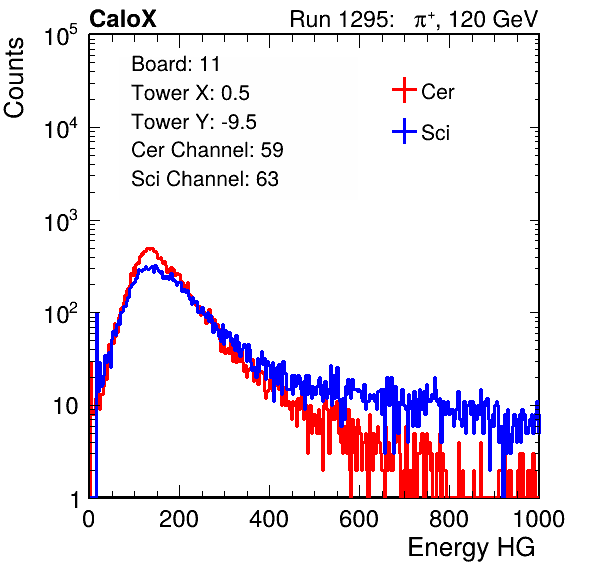 CaloX Run 1295: π⁺, 120 GeV
Counts
Board: 11
Tower X: 0.5
Tower Y: -9.5
Cer Channel: 59
Sci Channel: 63
Cer
Sci
10⁵
10⁴
10³
10²
10
1
0 200 400 600 800 1000
Energy HG